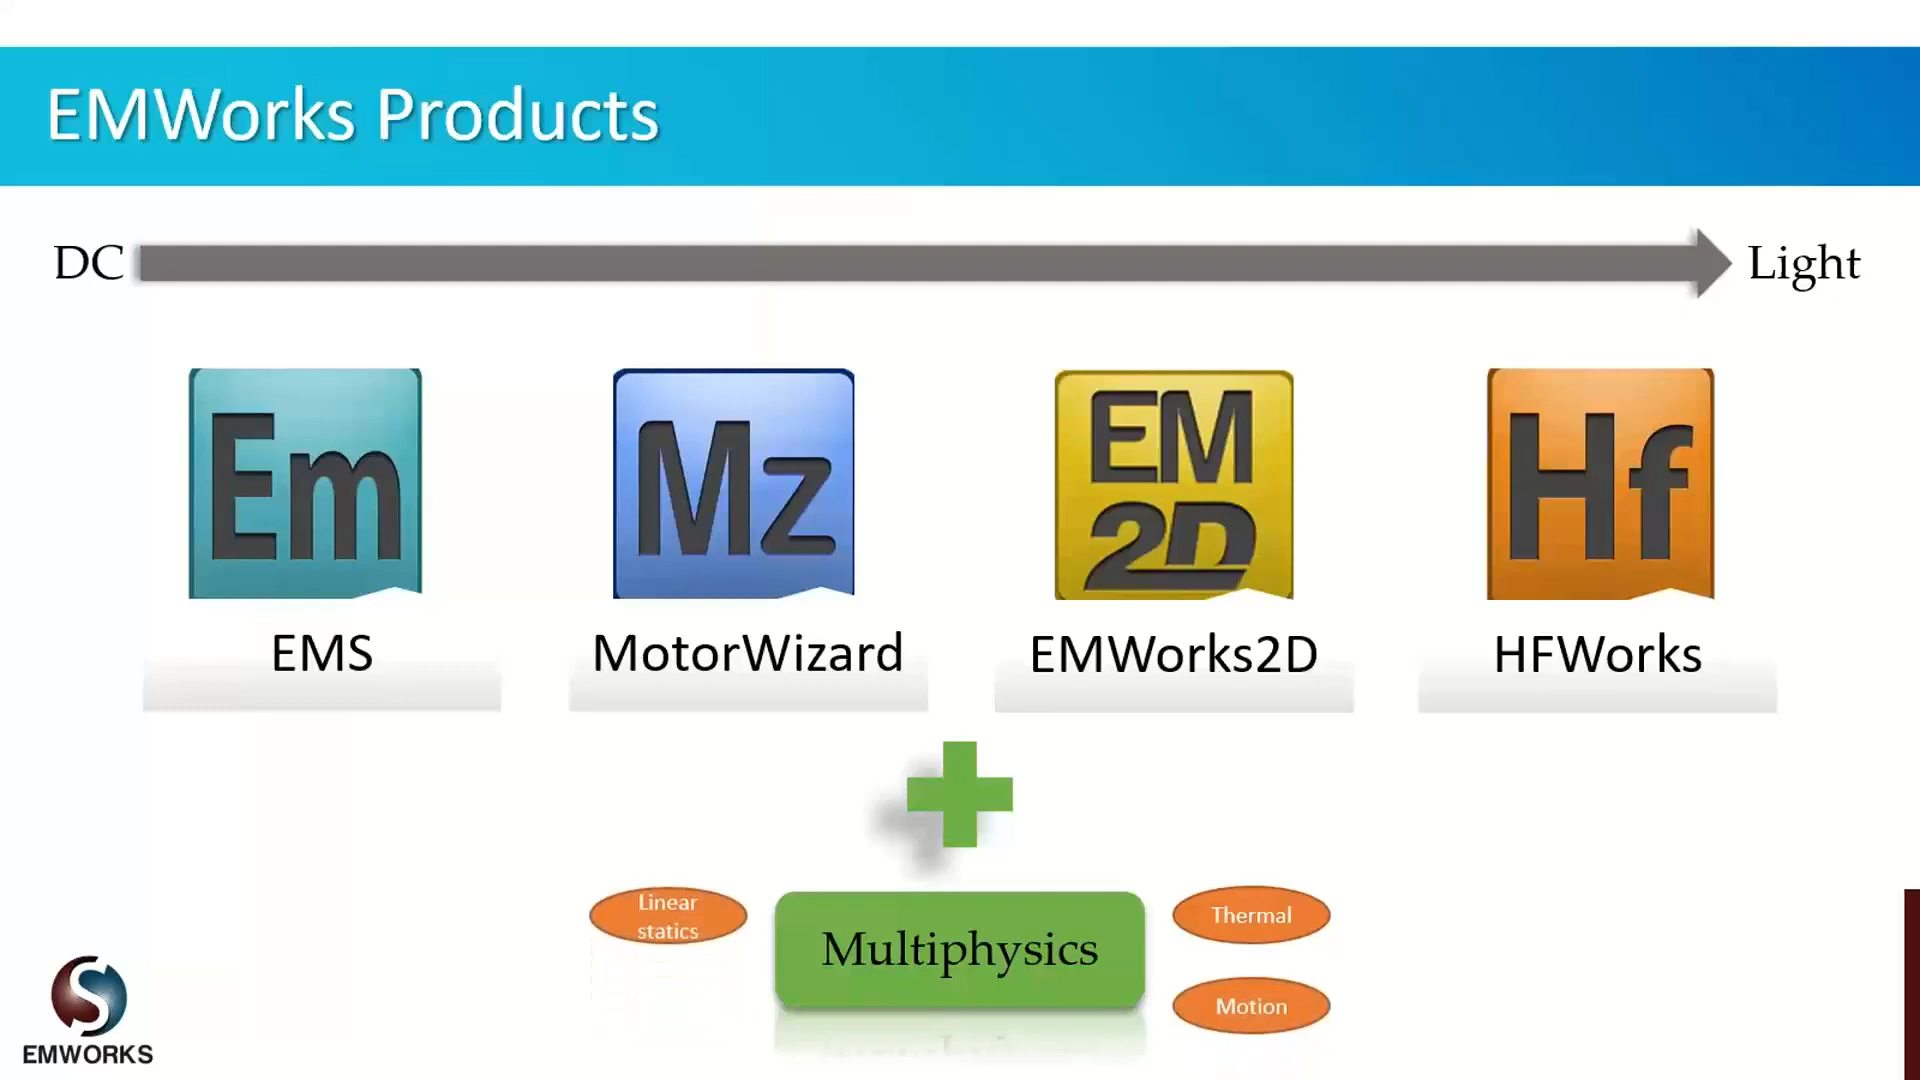 EMWorks Products
DC
Light
Em
Mz
EM
2D
Hf
EMS
MotorWizard
EMWorks2D
HFWorks
Linear
statics
Multiphysics
Thermal
Motion
S
EMWORKS